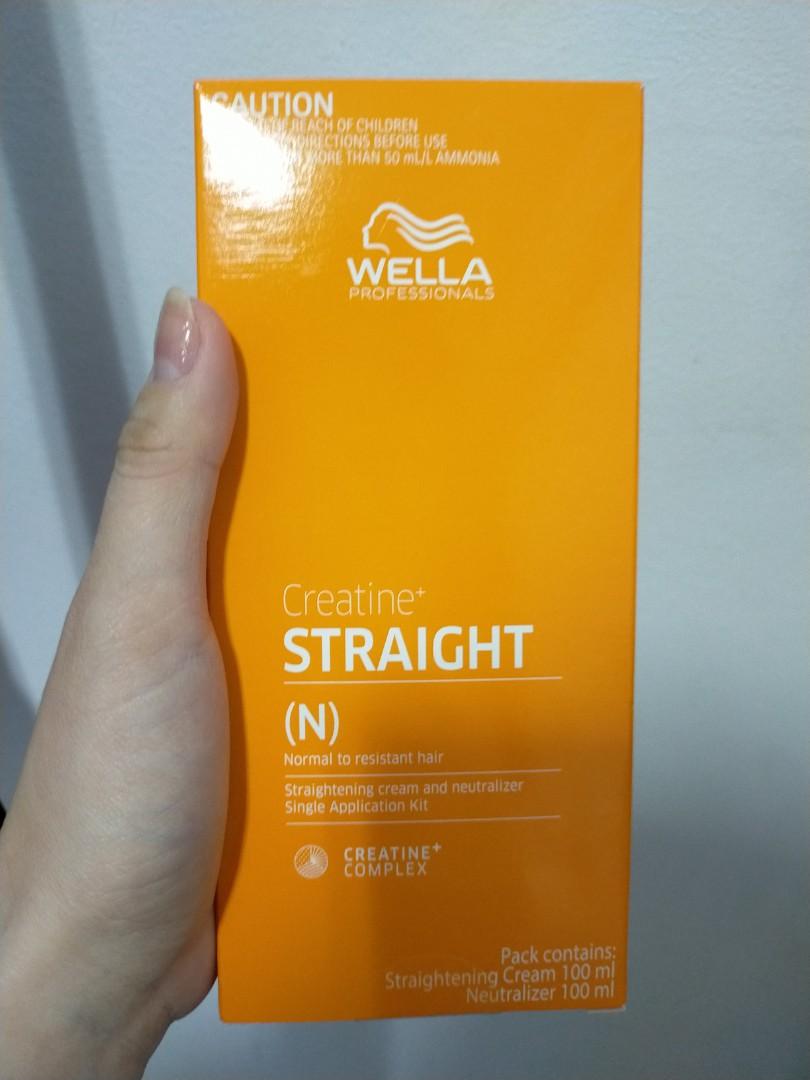 CAUTION
OF REACH OF CHILDREN
DIRECTIONS BEFORE USE
MORE THAN 50 mL/L AMMONIA
WELLA
PROFESSIONALS
Creatine+
STRAIGHT
(N)
Normal to resistant hair
Straightening cream and neutralizer
Single Application Kit
CREATINE+
COMPLEX
Pack contains:
Straightening Cream 100 ml
Neutralizer 100 ml